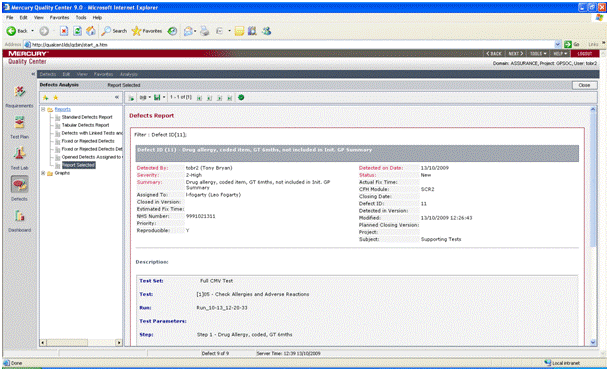 Mercury Quality Center 9.0 - Microsoft Internet Explorer
File Edit View Favorites Tools Help
Back Search Favorites
Address Go Links
MERCURY < BACK NEXT > TOOLS HELP LOGOUT
Quality Center Domain: ASSURANCE, Project: GPSOC, User: tobr2
Defects Edit View Favorites Analysis
Defects Analysis Report Selected Close
1 - 1 of [1]
Requirements
Test Plan
Test Lab
Defects
Dashboard
Reports
Standard Defects Report
Tabular Defects Report
Defects with Linked Tests and
Fixed or Rejected Defects
Fixed or Rejected Defects Det
Opened Defects Assigned to
Report Selected
Graphs
Defects Report
Filter : Defect ID[11];
Defect ID (11) - Drug allergy, coded item, GT 6mths, not included in Init. GP Summary
Detected By: tobr2 (Tony Bryan)
Severity: 2-High
Summary: Drug allergy, coded item, GT 6mths, not included in Init. GP
Summary
Assigned To: (Leo Fogarts)
Closed in Version:
Estimated Fix Time:
NHS Number: 9991021311
Priority:
Reproducible: Y
Detected on Date: 13/10/2009
Status: New
Actual Fix Time:
CFH Module: SCR2
Closing Date:
Defect ID: 11
Detected in Version:
Modified: 13/10/2009 12:26:43
Planned Closing Version:
Project:
Subject: Supporting Tests
Description:
Test Set: Full CMV Test
Test: [1]05 - Check Allergies and Adverse Reactions
Run: Run_10-13_12-20-33
Test Parameters:
Step: Step 1 - Drug Allergy, coded, GT 6mths
Defect 9 of 9 Server Time: 12:39 13/10/2009
Done Local intranet